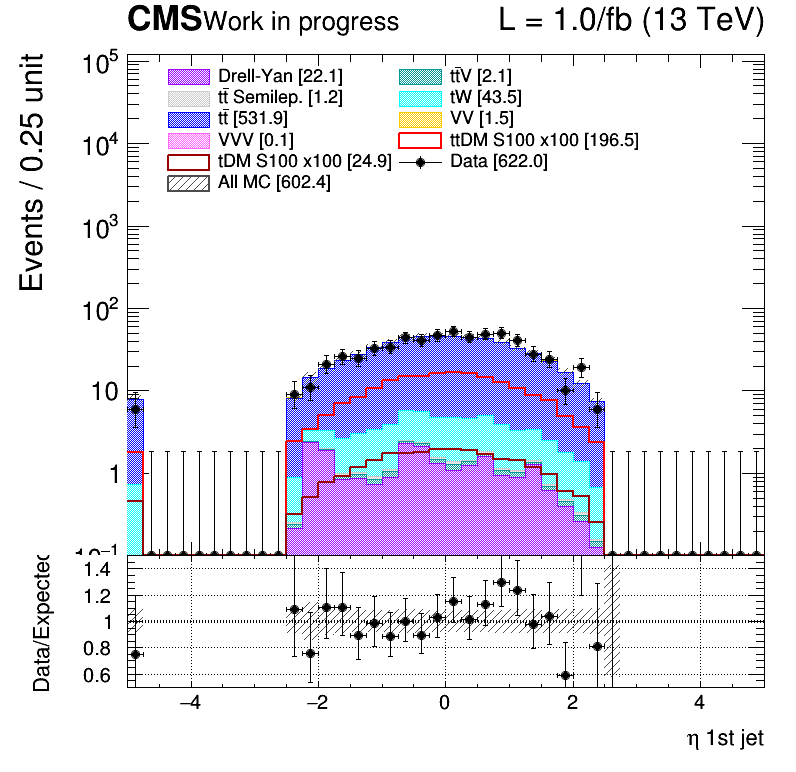 CMS Work in progress L = 1.0/fb (13 TeV)
Drell-Yan [22.1] tt̄V [2.1]
tt̄ Semilep. [1.2] tW [43.5]
tt̄ [531.9] VV [1.5]
VVV [0.1] ttDM S100 x100 [196.5]
tDM S100 x100 [24.9] Data [622.0]
All MC [602.4]
Events / 0.25 unit
10⁵
10⁴
10³
10²
10
1
10⁻¹
Data/Expected
1.4
1.2
1
0.8
0.6
−4 −2 0 2 4
η 1st jet